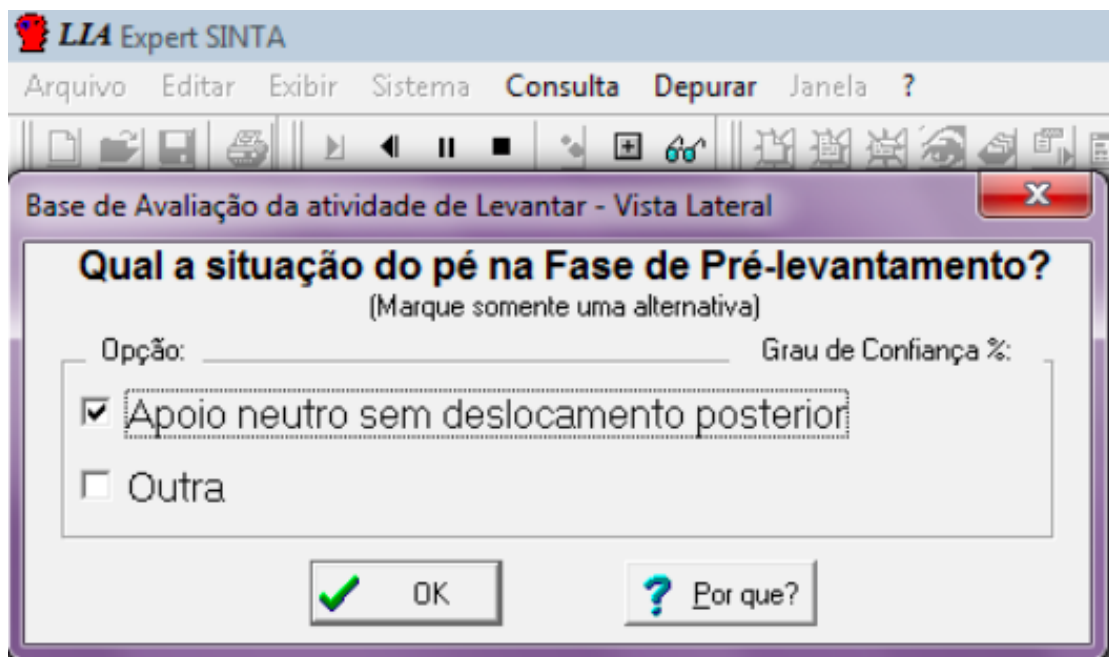 LIA Expert SINTA
Arquivo Editar Exibir Sistema Consulta Depurar Janela ?
Base de Avaliação da atividade de Levantar - Vista Lateral
Qual a situação do pé na Fase de Pré-levantamento?
(Marque somente uma alternativa)
Opção: Grau de Confiança %:
Apoio neutro sem deslocamento posterior
Outra
OK ? Por que?